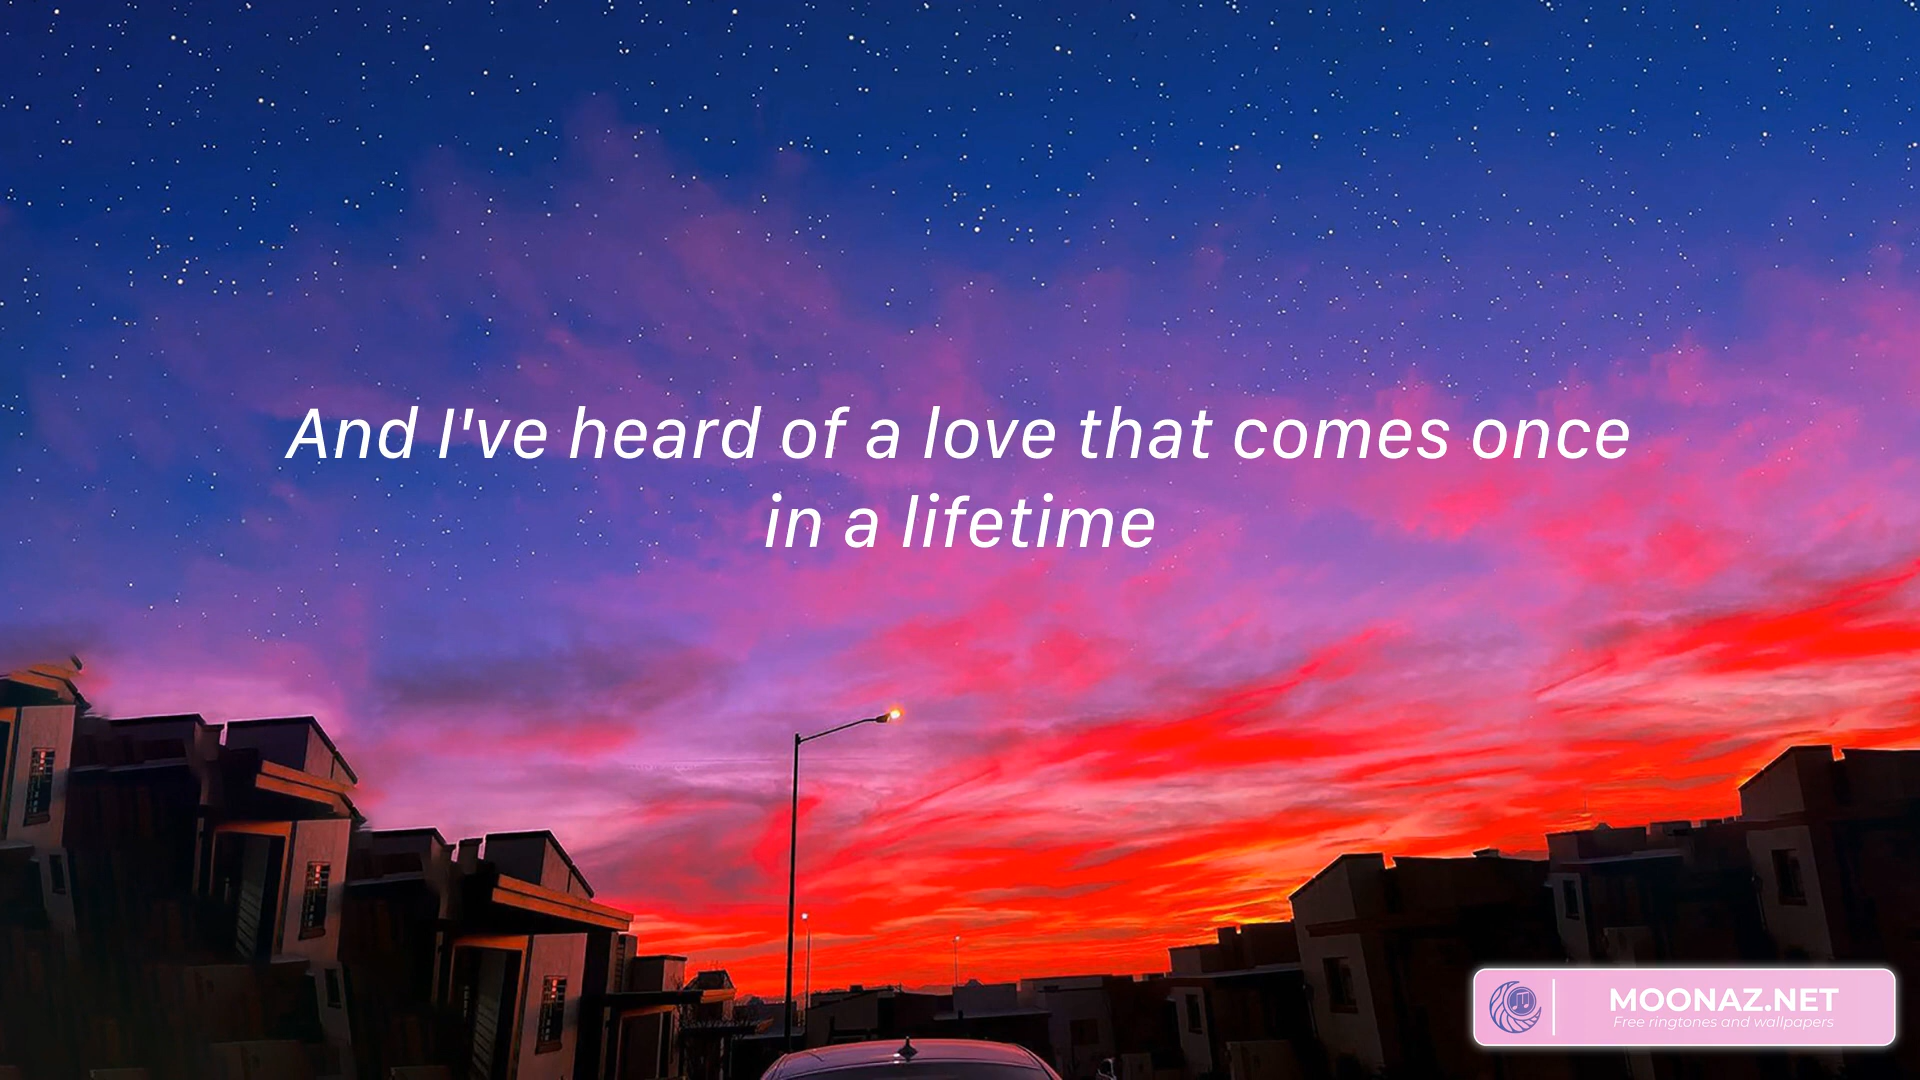 And I've heard of a love that comes once
in a lifetime
MOONAZ.NET
Free ringtones and wallpapers